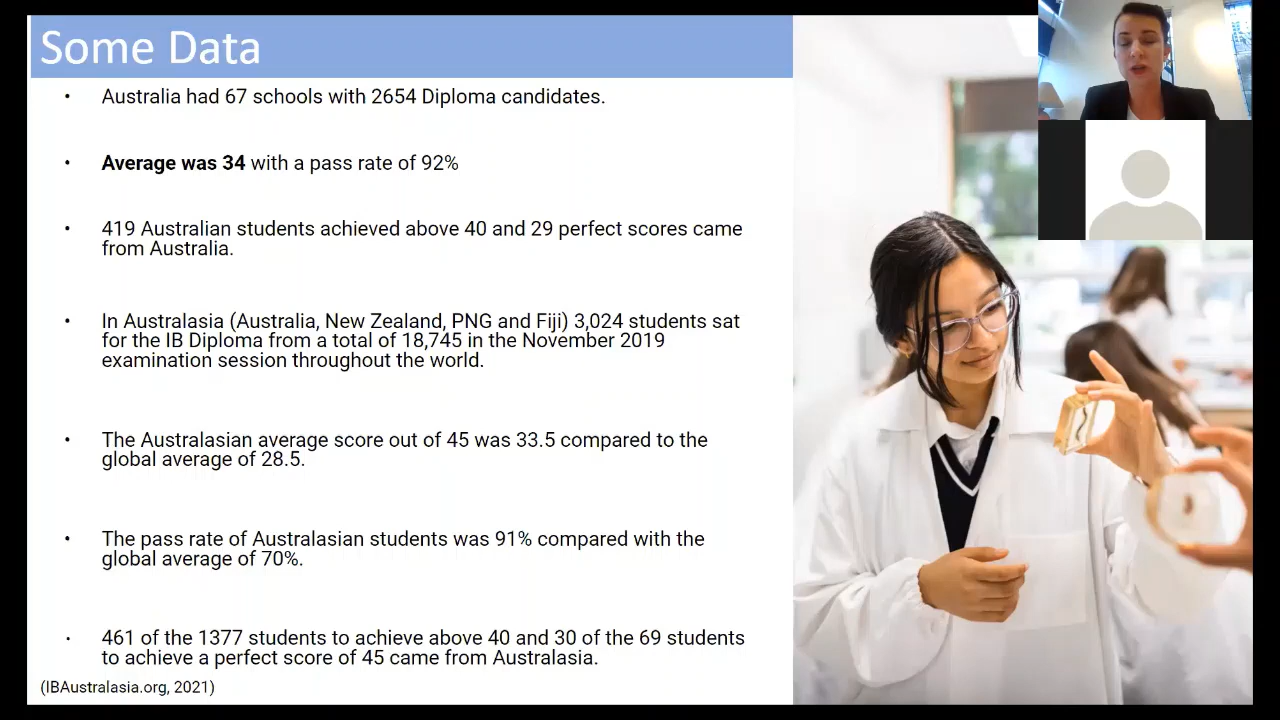 Some Data
• Australia had 67 schools with 2654 Diploma candidates.
• Average was 34 with a pass rate of 92%
• 419 Australian students achieved above 40 and 29 perfect scores came
from Australia.
• In Australasia (Australia, New Zealand, PNG and Fiji) 3,024 students sat
for the IB Diploma from a total of 18,745 in the November 2019
examination session throughout the world.
• The Australasian average score out of 45 was 33.5 compared to the
global average of 28.5.
• The pass rate of Australasian students was 91% compared with the
global average of 70%.
• 461 of the 1377 students to achieve above 40 and 30 of the 69 students
to achieve a perfect score of 45 came from Australasia.
(IBAustralasia.org, 2021)